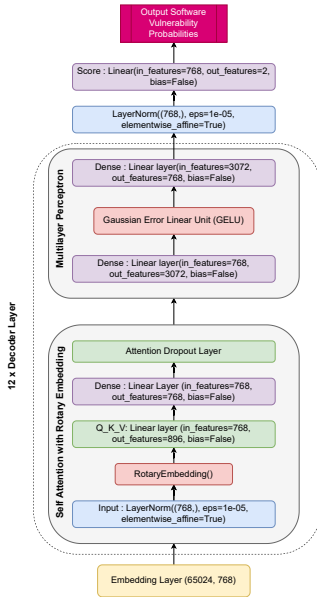 Output Software
Vulnerability
Probabilities
Score : Linear(in_features=768, out_features=2,
bias=False)
LayerNorm((768,), eps=1e-05,
elementwise_affine=True)
Dense : Linear layer(in_features=3072,
out_features=768, bias=False)
Gaussian Error Linear Unit (GELU)
Dense : Linear layer(in_features=768,
out_features=3072, bias=False)
Multilayer Perceptron
12 x Decoder Layer
Self Attention with Rotary Embedding
Attention Dropout Layer
Dense : Linear Layer (in_features=768,
out_features=768, bias=False)
Q_K_V: Linear layer (in_features=768,
out_features=896, bias=False)
RotaryEmbedding()
Input : LayerNorm((768,), eps=1e-05,
elementwise_affine=True)
Embedding Layer (65024, 768)